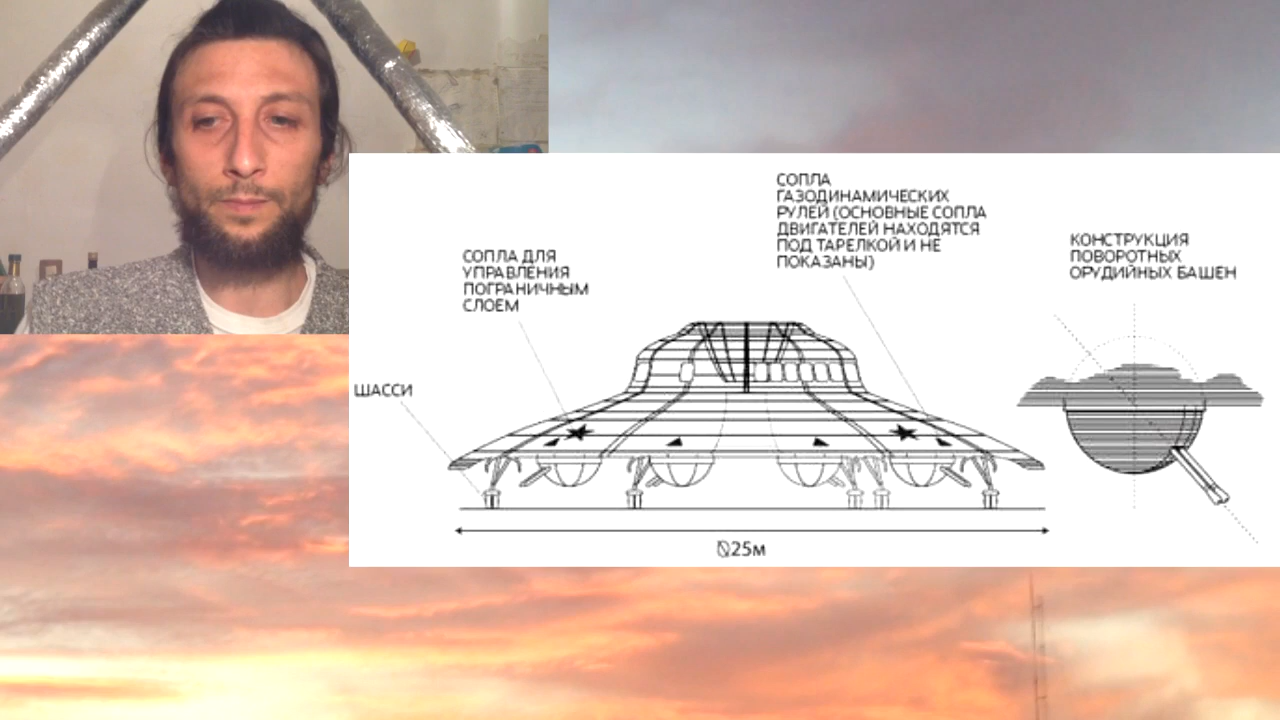 СОПЛА
ГАЗОДИНАМИЧЕСКИХ
РУЛЕЙ (ОСНОВНЫЕ СОПЛА
ДВИГАТЕЛЕЙ НАХОДЯТСЯ
ПОД ТАРЕЛКОЙ И НЕ
ПОКАЗАНЫ)
КОНСТРУКЦИЯ
ПОВОРОТНЫХ
ОРУДИЙНЫХ БАШЕН
СОПЛА ДЛЯ
УПРАВЛЕНИЯ
ПОГРАНИЧНЫМ
СЛОЕМ
ШАССИ
∅25м